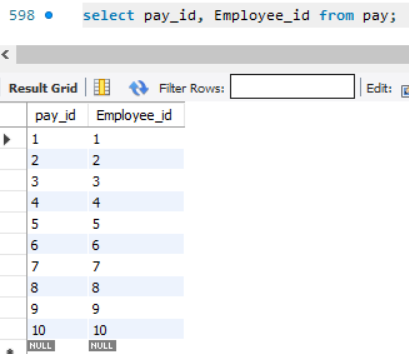 598 select pay_id, Employee_id from pay;
Result Grid Filter Rows: Edit:
pay_id Employee_id
1 1
2 2
3 3
4 4
5 5
6 6
7 7
8 8
9 9
10 10
NULL NULL